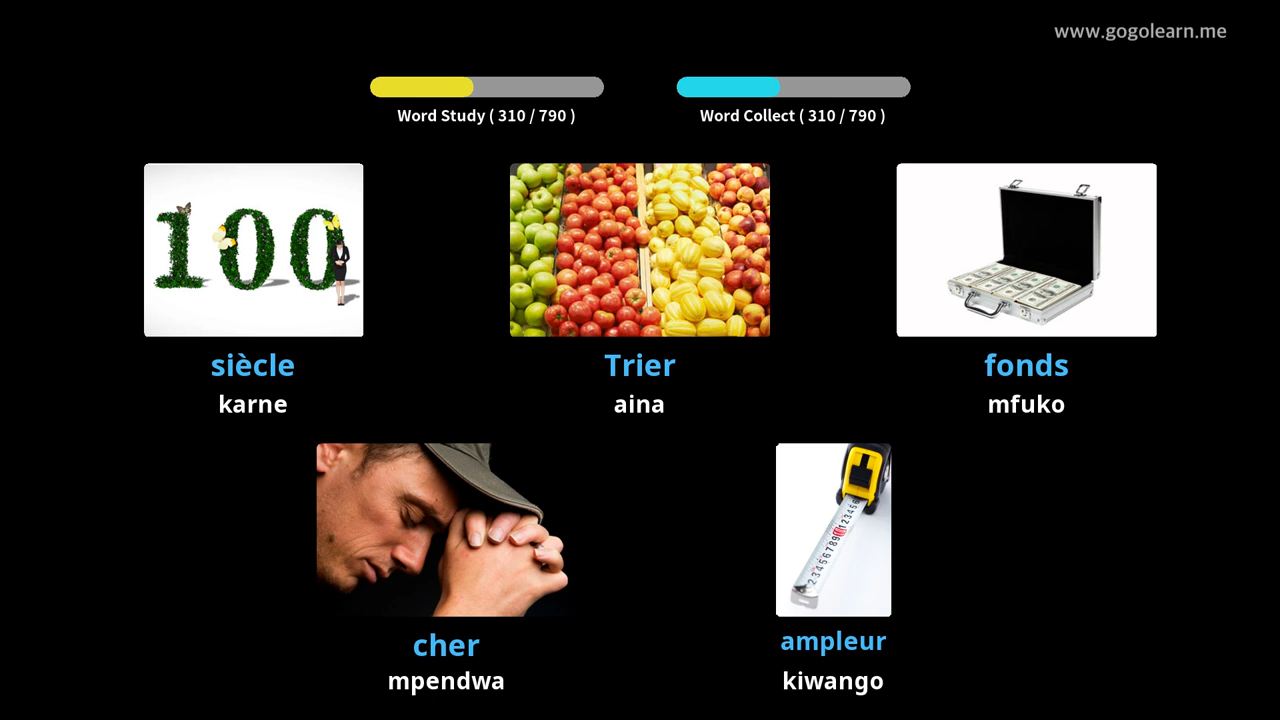 www.gogolearn.me
Word Study ( 310 / 790 )
Word Collect ( 310 / 790 )
100
siècle
karne
Trier
aina
fonds
mfuko
cher
mpendwa
ampleur
kiwango